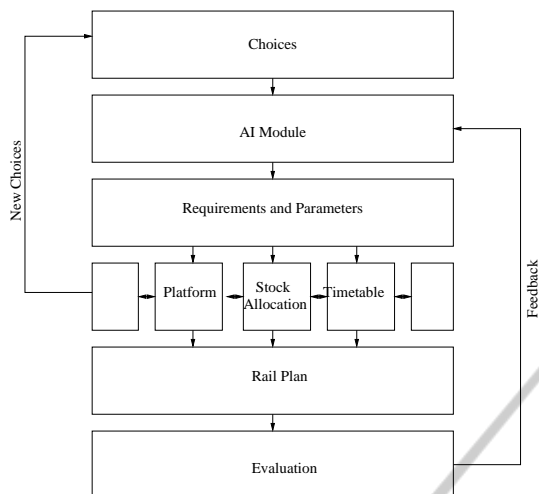 Choices
AI Module
New Choices
Requirements and Parameters
Platform
Stock
Allocation
Timetable
Feedback
Rail Plan
Evaluation